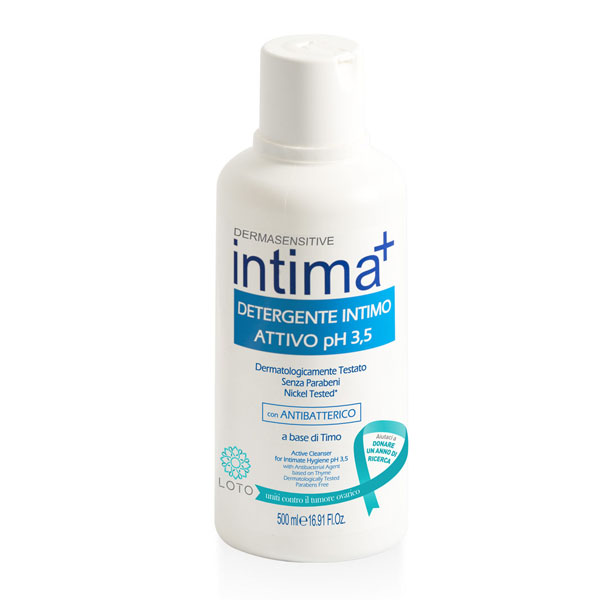 DERMASENSITIVE
intima+
DETERGENTE INTIMO
ATTIVO pH 3,5
Dermatologicamente Testato
Senza Parabeni
Nickel Tested*
con ANTIBATTERICO
a base di Timo
Active Cleanser
for Intimate Hygiene pH 3,5
with Antibacterial Agent
based on Thyme
Dermatologically Tested
Parabens Free
Aiutaci a
DONARE
UN ANNO DI
RICERCA
LOTO
uniti contro il tumore ovarico
500 ml e 16.91 Fl.Oz.